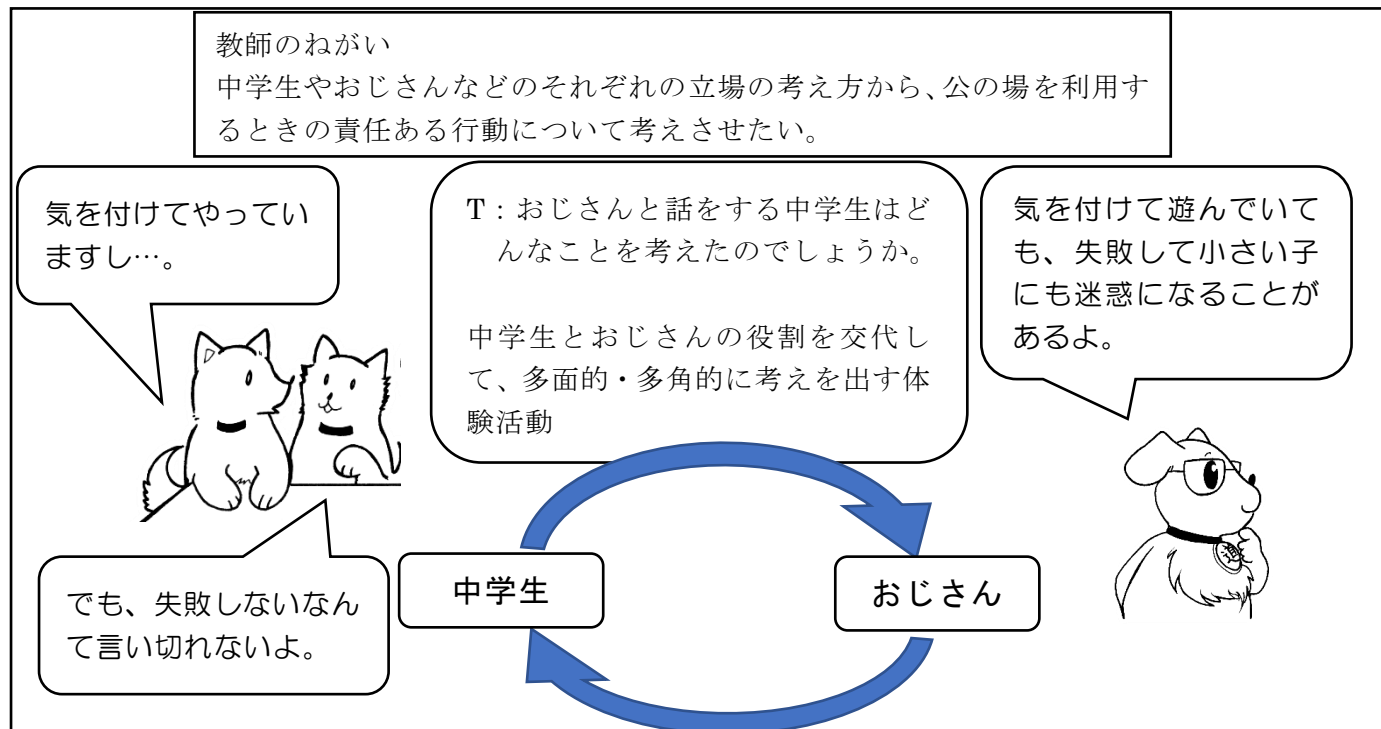 教師のねがい
中学生やおじさんなどのそれぞれの立場の考え方から、公の場を利用す
るときの責任ある行動について考えさせたい。
気を付けてやってい
ますし…。
T：おじさんと話をする中学生はど
んなことを考えたのでしょうか。
中学生とおじさんの役割を交代し
て、多面的・多角的に考えを出す体
験活動
気を付けて遊んでいて
も、失敗して小さい子
にも迷惑になることが
あるよ。
でも、失敗しないなん
て言い切れないよ。
中学生
おじさん